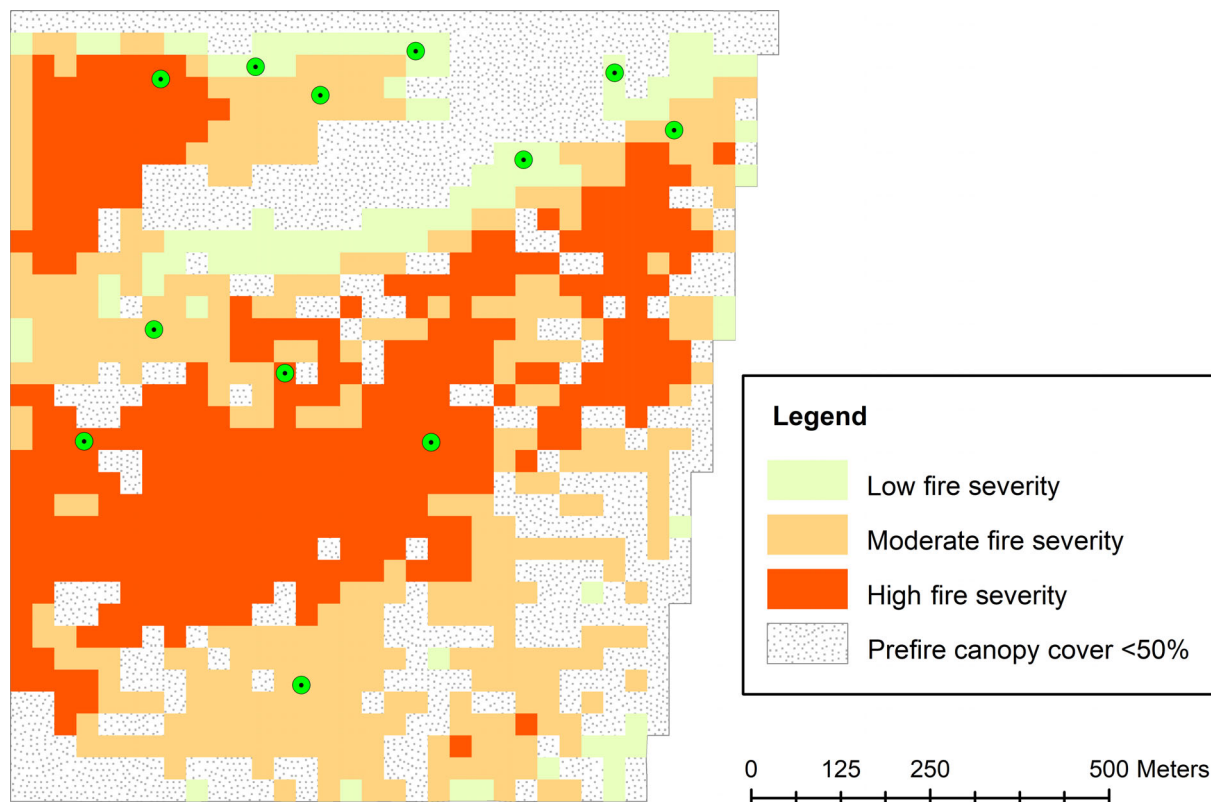 Legend
Low fire severity
Moderate fire severity
High fire severity
Prefire canopy cover <50%
0 125 250 500 Meters